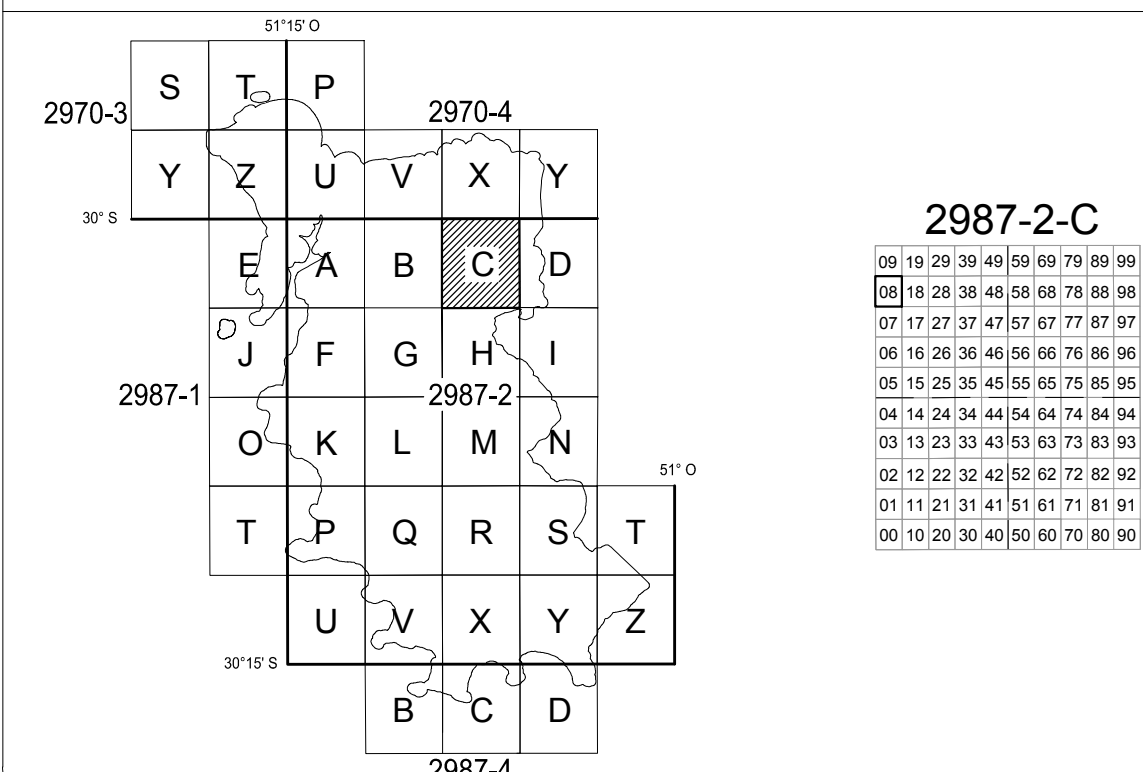 51°15' O
S T P
2970-3 2970-4
Y Z U V X Y
30° S
E A B C D
J F G H I
2987-1 2987-2
O K L M N
51° O
T P Q R S T
U V X Y Z
30°15' S
B C D
2987-4
2987-2-C
09 19 29 39 49 59 69 79 89 99
08 18 28 38 48 58 68 78 88 98
07 17 27 37 47 57 67 77 87 97
06 16 26 36 46 56 66 76 86 96
05 15 25 35 45 55 65 75 85 95
04 14 24 34 44 54 64 74 84 94
03 13 23 33 43 53 63 73 83 93
02 12 22 32 42 52 62 72 82 92
01 11 21 31 41 51 61 71 81 91
00 10 20 30 40 50 60 70 80 90